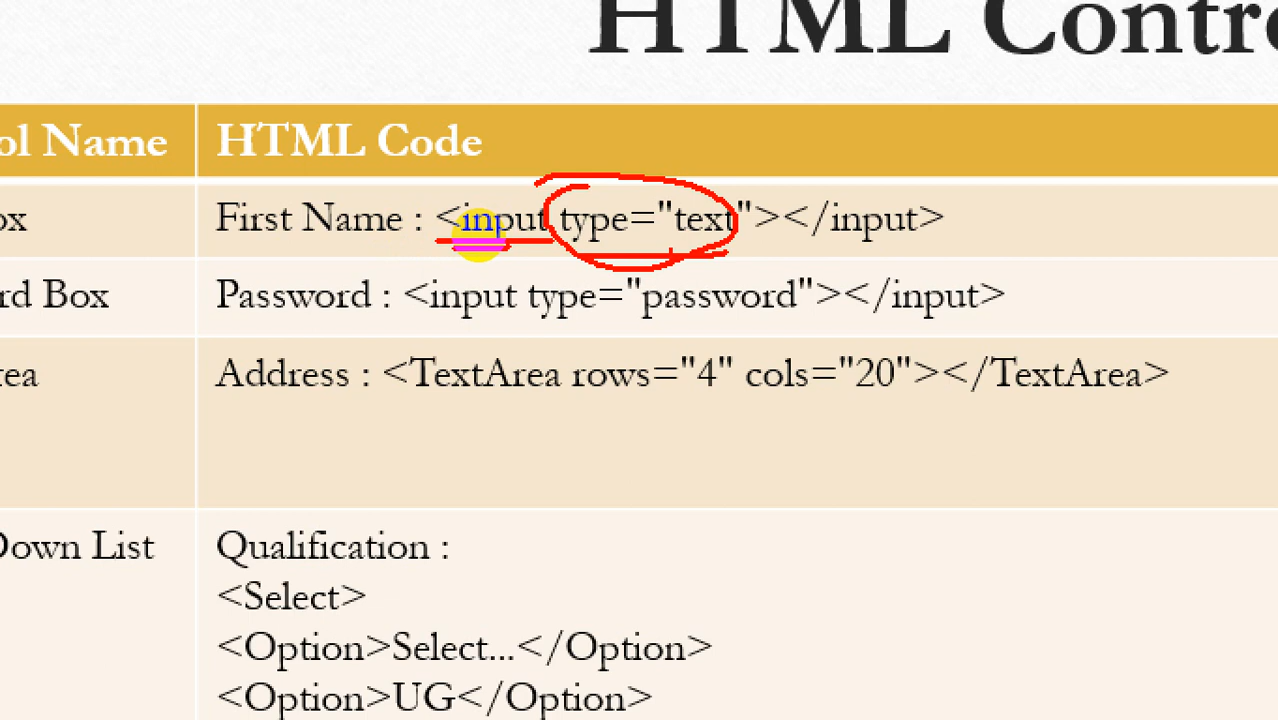 HTML Contro
ol Name HTML Code
ox First Name : <input type="text"></input>
rd Box Password : <input type="password"></input>
rea Address : <TextArea rows="4" cols="20"></TextArea>
Down List Qualification :
<Select>
<Option>Select...</Option>
<Option>UG</Option>